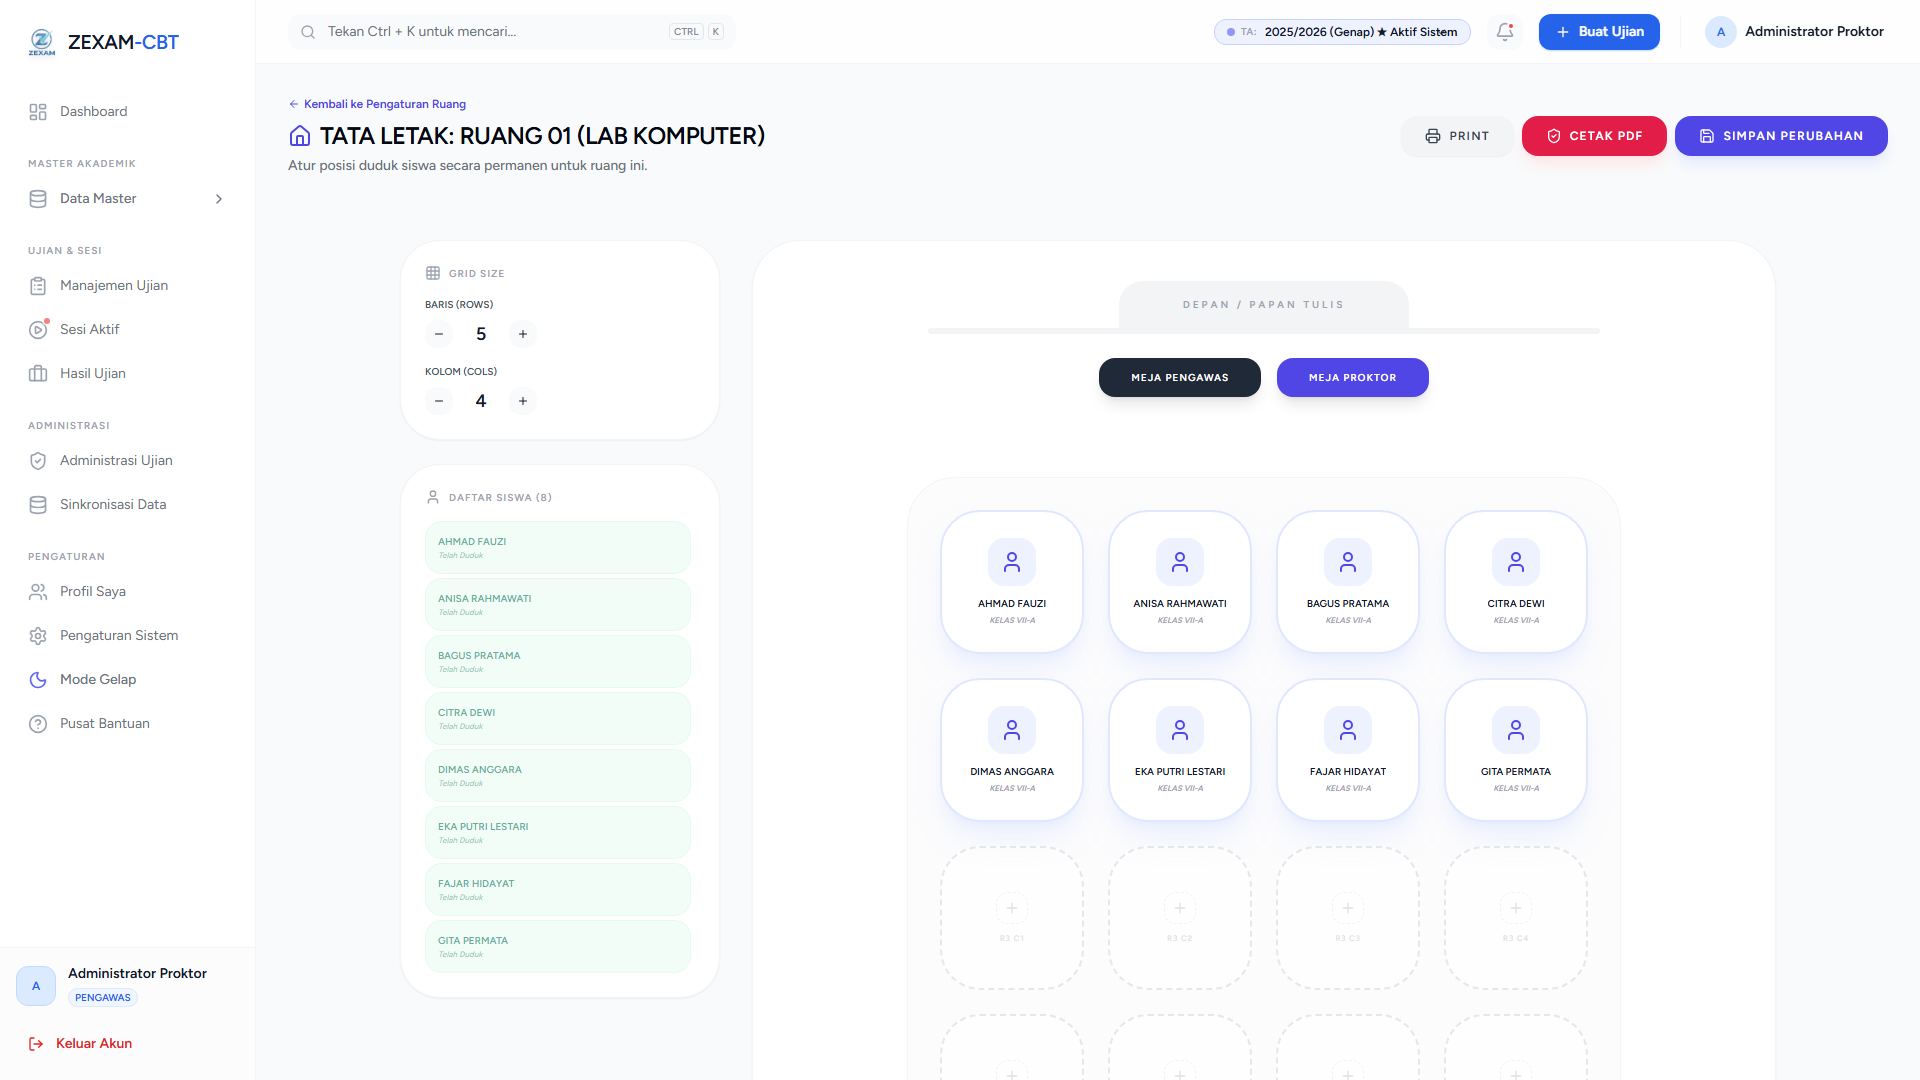 ZEXAM
ZEXAM-CBT
Tekan Ctrl + K untuk mencari...
CTRL K
TA: 2025/2026 (Genap) ★ Aktif Sistem
Buat Ujian
A Administrator Proktor
Dashboard
MASTER AKADEMIK
Data Master
UJIAN & SESI
Manajemen Ujian
Sesi Aktif
Hasil Ujian
ADMINISTRASI
Administrasi Ujian
Sinkronisasi Data
PENGATURAN
Profil Saya
Pengaturan Sistem
Mode Gelap
Pusat Bantuan
A
Administrator Proktor
PENGAWAS
Keluar Akun
← Kembali ke Pengaturan Ruang
TATA LETAK: RUANG 01 (LAB KOMPUTER)
Atur posisi duduk siswa secara permanen untuk ruang ini.
PRINT
CETAK PDF
SIMPAN PERUBAHAN
GRID SIZE
BARIS (ROWS)
− 5 +
KOLOM (COLS)
− 4 +
DAFTAR SISWA (8)
AHMAD FAUZI
Telah Duduk
ANISA RAHMAWATI
Telah Duduk
BAGUS PRATAMA
Telah Duduk
CITRA DEWI
Telah Duduk
DIMAS ANGGARA
Telah Duduk
EKA PUTRI LESTARI
Telah Duduk
FAJAR HIDAYAT
Telah Duduk
GITA PERMATA
Telah Duduk
DEPAN / PAPAN TULIS
MEJA PENGAWAS
MEJA PROKTOR
AHMAD FAUZI
KELAS VII-A
ANISA RAHMAWATI
KELAS VII-A
BAGUS PRATAMA
KELAS VII-A
CITRA DEWI
KELAS VII-A
DIMAS ANGGARA
KELAS VII-A
EKA PUTRI LESTARI
KELAS VII-A
FAJAR HIDAYAT
KELAS VII-A
GITA PERMATA
KELAS VII-A
R3 C1
R3 C2
R3 C3
R3 C4